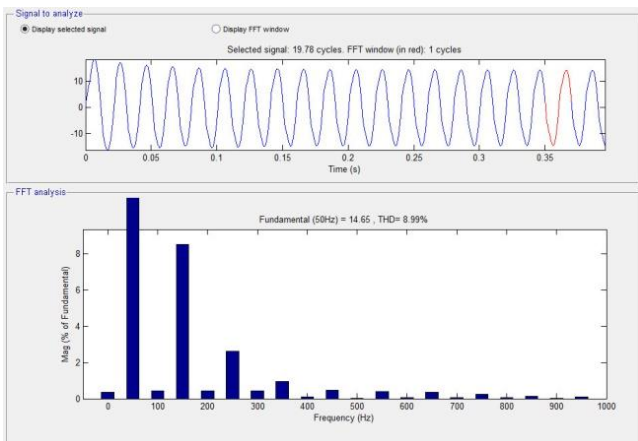 Signal to analyze
Display selected signal Display FFT window
Selected signal: 19.78 cycles. FFT window (in red): 1 cycles
10
0
-10
0 0.05 0.1 0.15 0.2 0.25 0.3 0.35
Time (s)
FFT analysis
Fundamental (50Hz) = 14.65 , THD= 8.99%
Mag (% of Fundamental)
8
6
4
2
0
0 100 200 300 400 500 600 700 800 900 1000
Frequency (Hz)